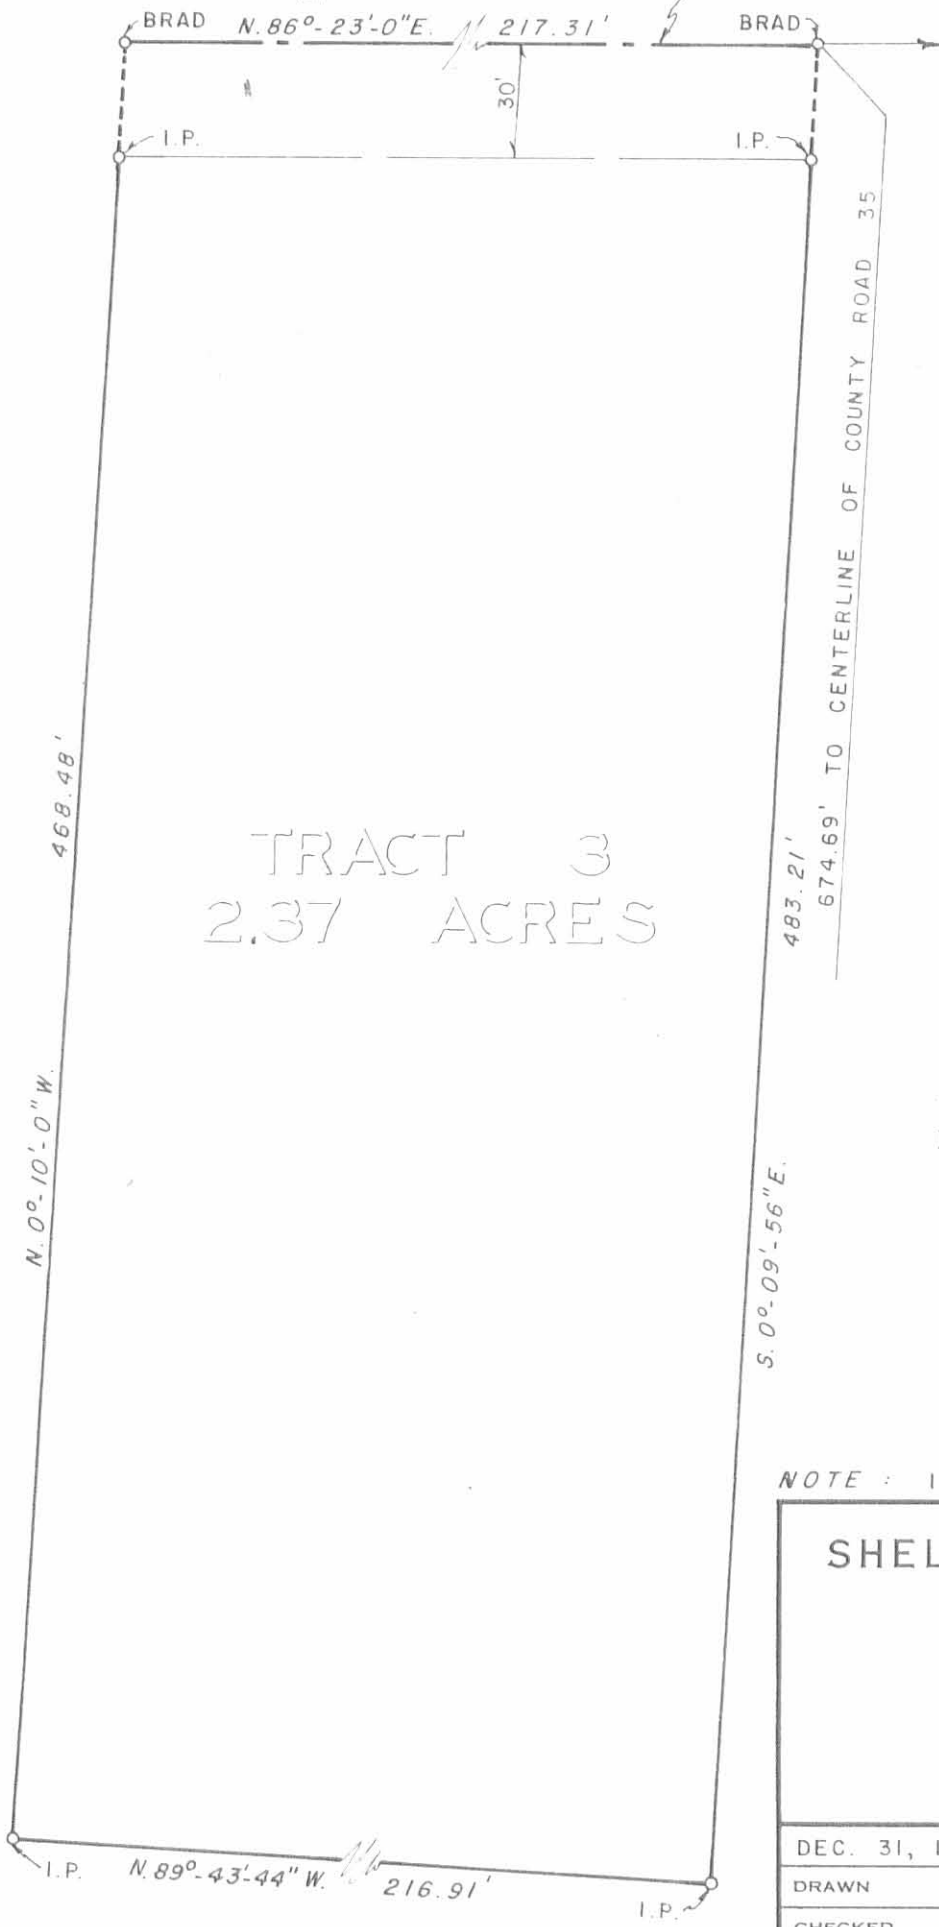 BRAD
N. 86°-23'-0"E. 217.31'
BRAD
30'
I.P.
I.P.
674.69' TO CENTERLINE OF COUNTY ROAD 35
468.48'
N. 0°-10'-0" W.
TRACT 3
2.37 ACRES
483.21'
S. 0°-09'-56" E.
NOTE :
SHEL
DEC. 31,
I.P.
N. 89°-43'-44" W.
216.91'
I.P.
DRAWN
CHECKED